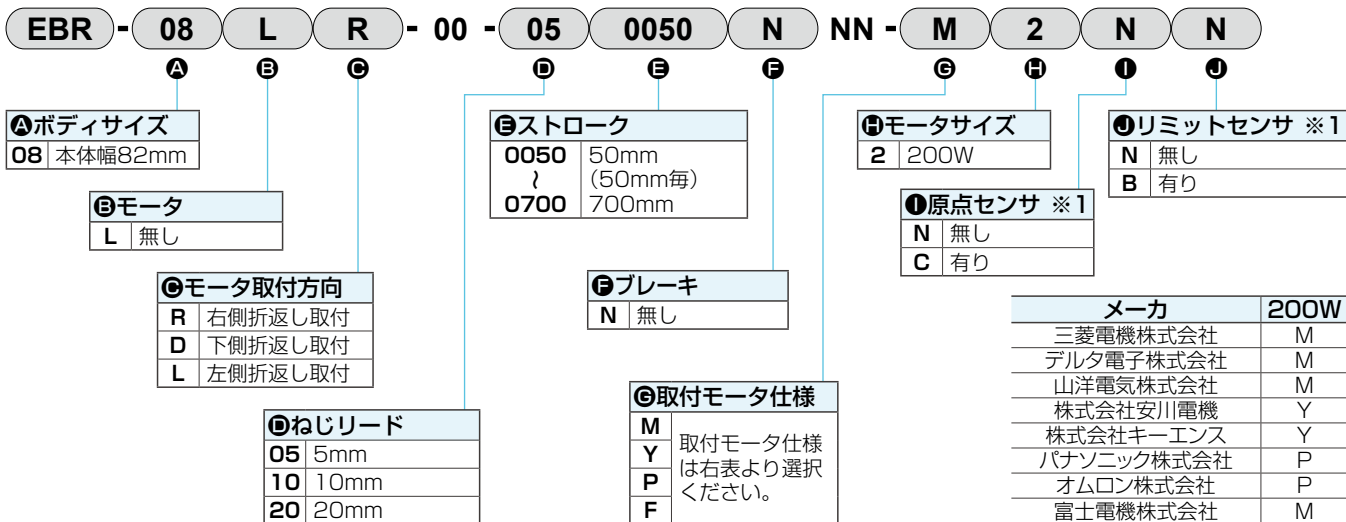 EBR - 08 L R - 00 - 05 0050 N NN - M 2 N N
A B C D E F G H I J
Aボディサイズ
08 本体幅82mm
Bモータ
L 無し
Cモータ取付方向
R 右側折返し取付
D 下側折返し取付
L 左側折返し取付
Dねじリード
05 5mm
10 10mm
20 20mm
Eストローク
0050 50mm
〜 (50mm毎)
0700 700mm
Fブレーキ
N 無し
G取付モータ仕様
M
Y
P
F
取付モータ仕様
は右表より選択
ください。
Hモータサイズ
2 200W
I原点センサ ※1
N 無し
C 有り
Jリミットセンサ ※1
N 無し
B 有り
メーカ 200W
三菱電機株式会社 M
デルタ電子株式会社 M
山洋電気株式会社 M
株式会社安川電機 Y
株式会社キーエンス Y
パナソニック株式会社 P
オムロン株式会社 P
富士電機株式会社 M